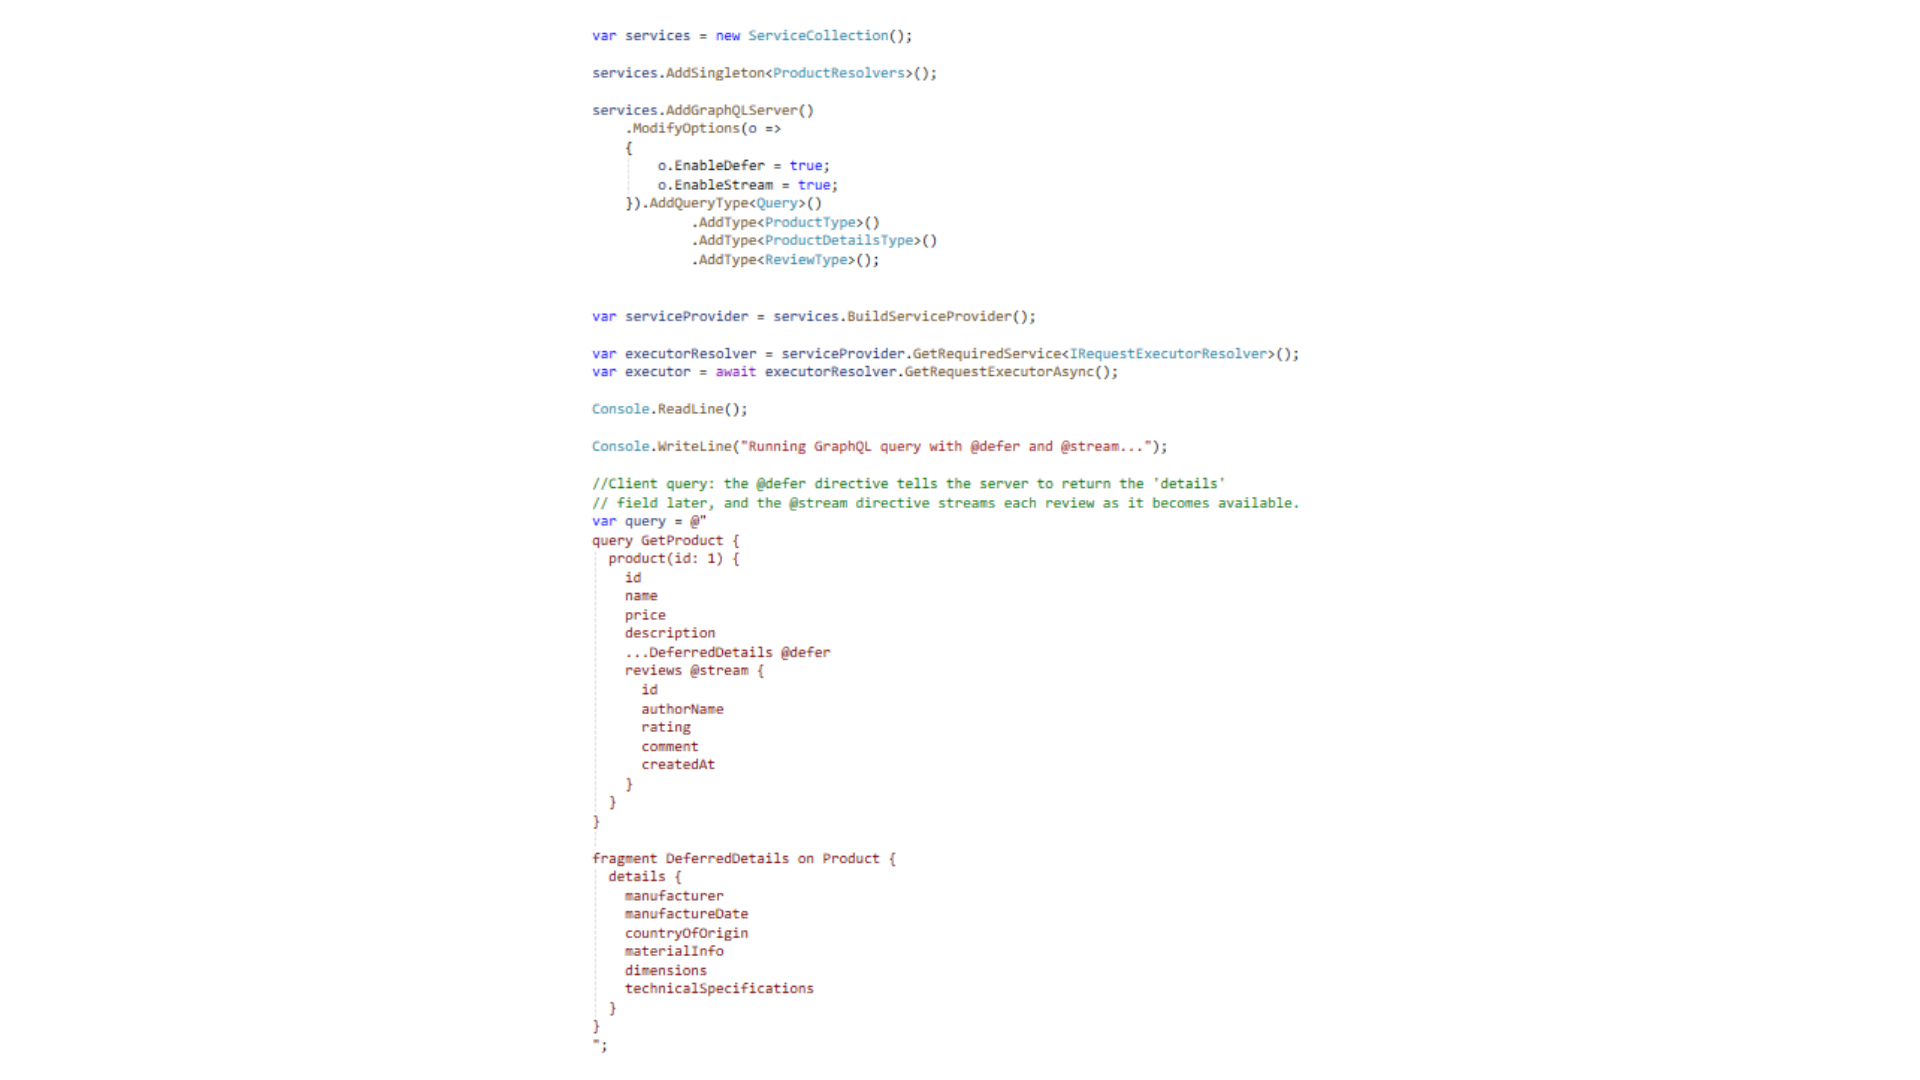 var services = new ServiceCollection();
services.AddSingleton<ProductResolvers>();
services.AddGraphQLServer()
.ModifyOptions(o =>
{
o.EnableDefer = true;
o.EnableStream = true;
}).AddQueryType<Query>()
.AddType<ProductType>()
.AddType<ProductDetailsType>()
.AddType<ReviewType>();
var serviceProvider = services.BuildServiceProvider();
var executorResolver = serviceProvider.GetRequiredService<IRequestExecutorResolver>();
var executor = await executorResolver.GetRequestExecutorAsync();
Console.ReadLine();
Console.WriteLine("Running GraphQL query with @defer and @stream...");
//Client query: the @defer directive tells the server to return the 'details'
// field later, and the @stream directive streams each review as it becomes available.
var query = @"
query GetProduct {
product(id: 1) {
id
name
price
description
...DeferredDetails @defer
reviews @stream {
id
authorName
rating
comment
createdAt
}
}
}
fragment DeferredDetails on Product {
details {
manufacturer
manufactureDate
countryOfOrigin
materialInfo
dimensions
technicalSpecifications
}
}
";